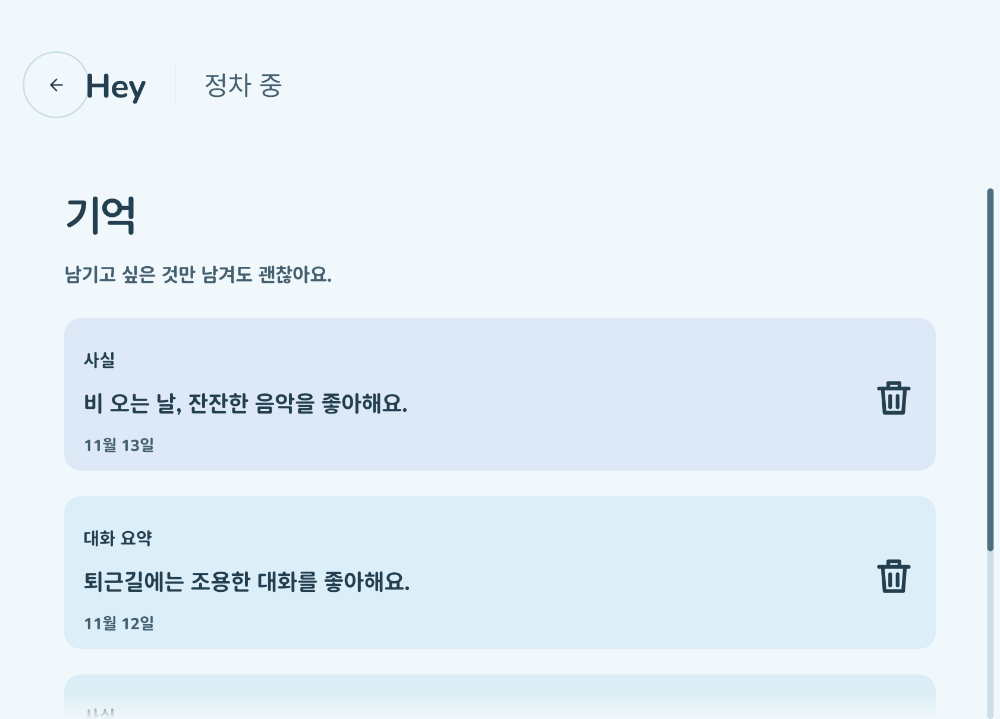 Hey
정차 중
기억
남기고 싶은 것만 남겨도 괜찮아요.
사실
비 오는 날, 잔잔한 음악을 좋아해요.
11월 13일
대화 요약
퇴근길에는 조용한 대화를 좋아해요.
11월 12일